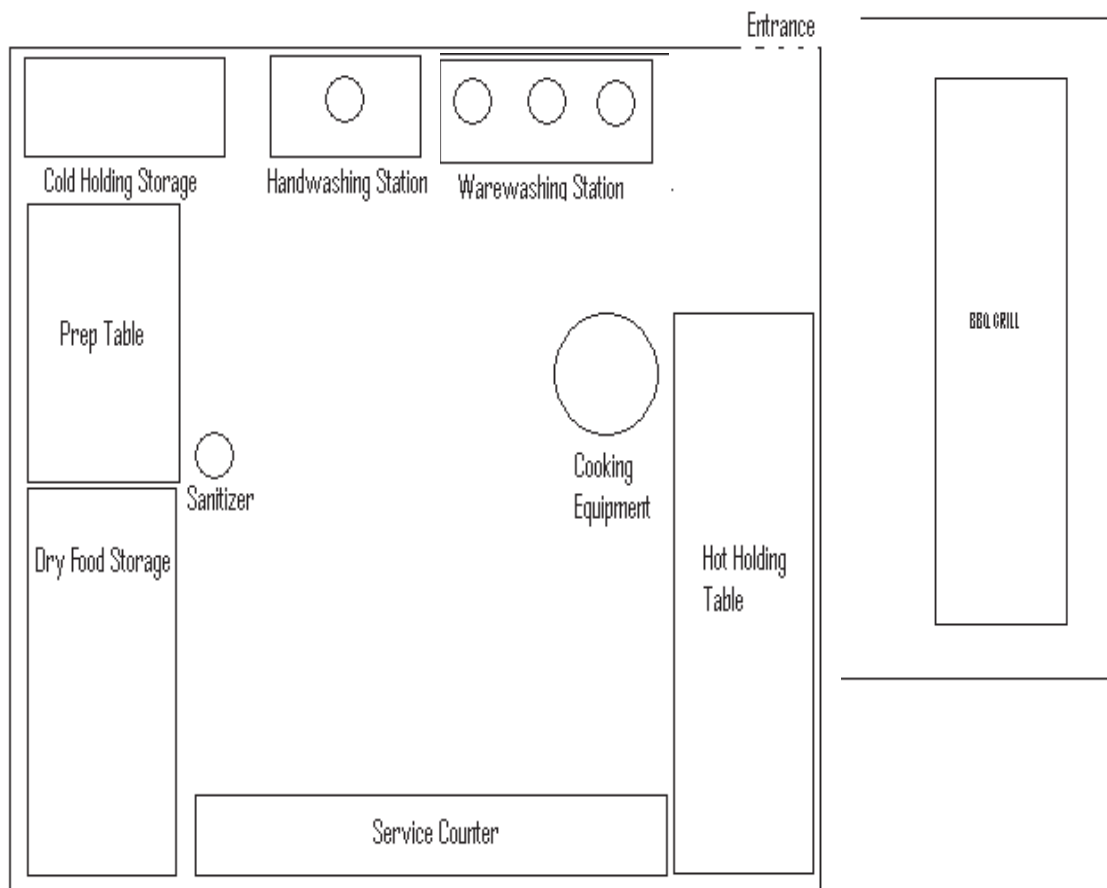 Entrance
Cold Holding Storage
Handwashing Station
Warewashing Station
Prep Table
BBQ GRILL
Sanitizer
Cooking
Equipment
Dry Food Storage
Hot Holding
Table
Service Counter